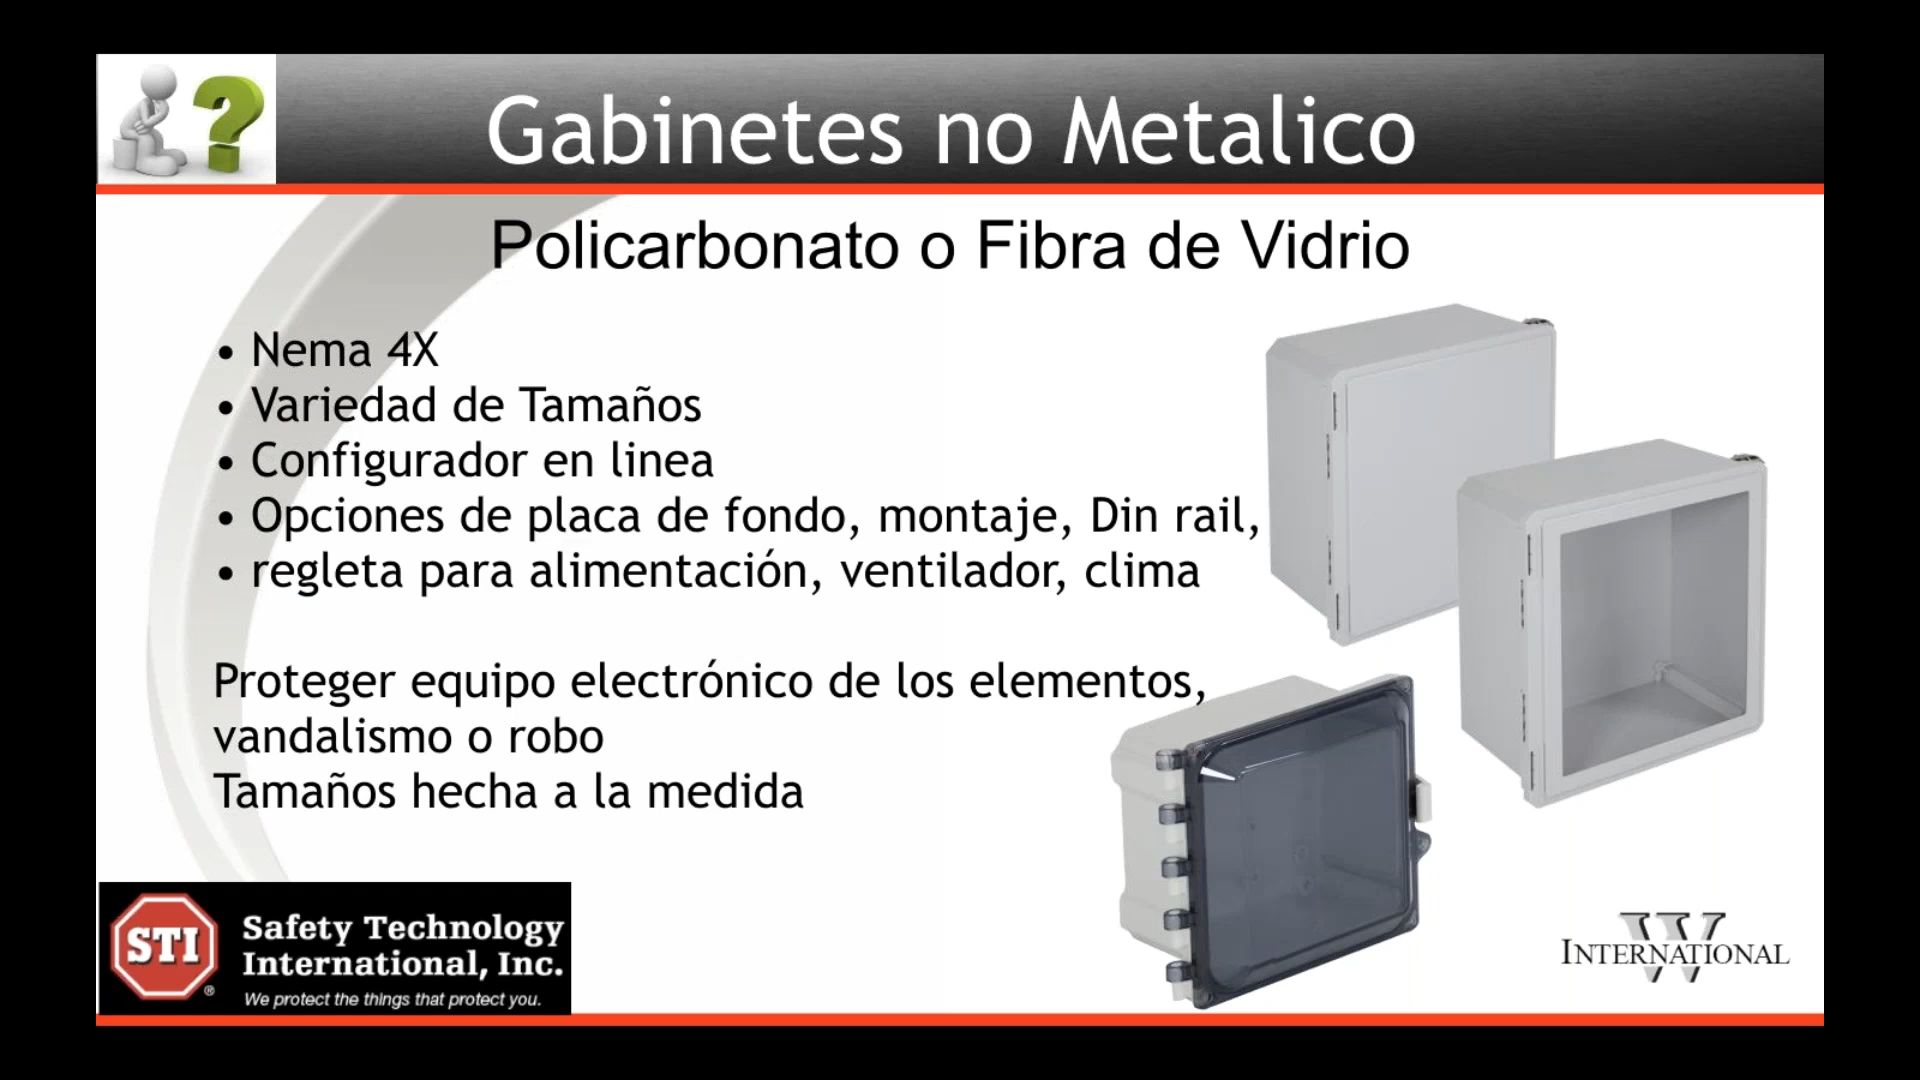 Gabinetes no Metalico
Policarbonato o Fibra de Vidrio
• Nema 4X
• Variedad de Tamaños
• Configurador en linea
• Opciones de placa de fondo, montaje, Din rail,
• regleta para alimentación, ventilador, clima
Proteger equipo electrónico de los elementos,
vandalismo o robo
Tamaños hecha a la medida
STI®
Safety Technology
International, Inc.
We protect the things that protect you.
W
INTERNATIONAL